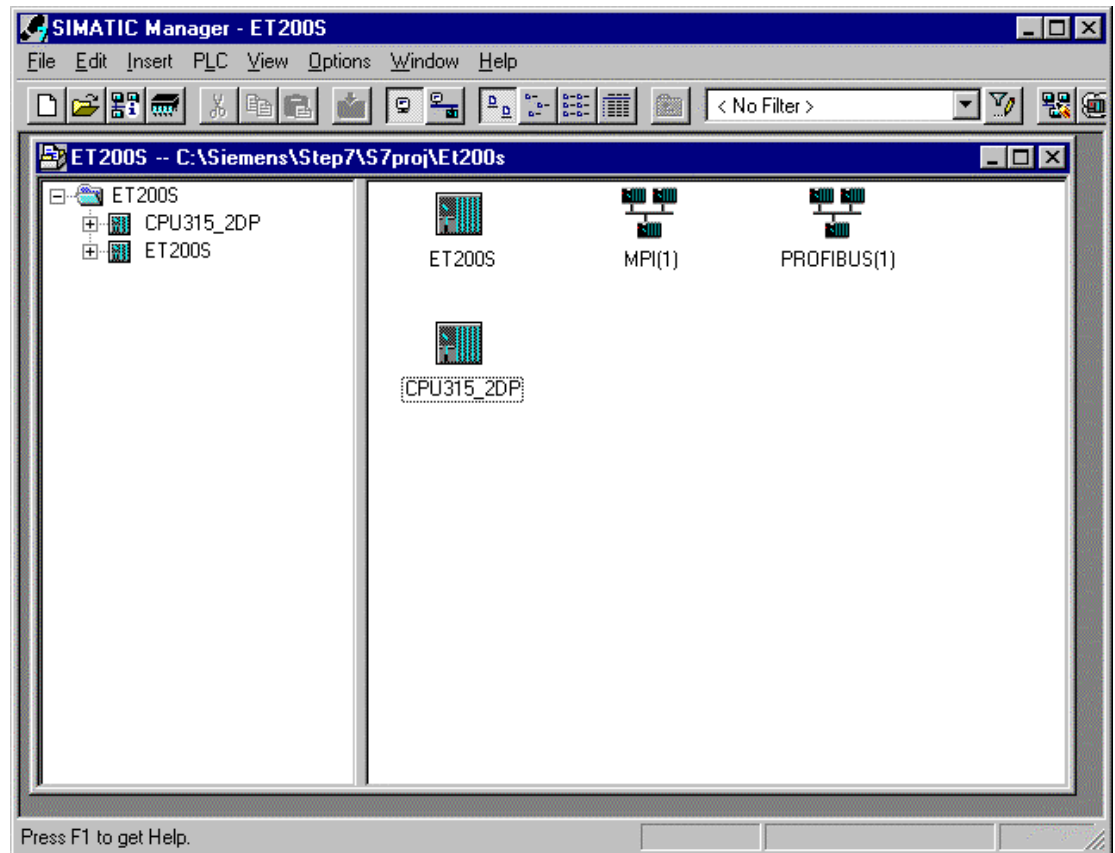 SIMATIC Manager - ET200S
File Edit Insert PLC View Options Window Help
< No Filter >
ET200S -- C:\Siemens\Step7\S7proj\Et200s
ET200S
CPU315_2DP
ET200S
ET200S MPI(1) PROFIBUS(1)
CPU315_2DP
Press F1 to get Help.